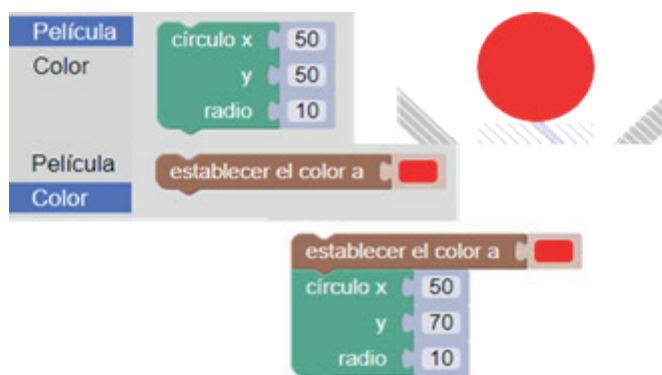 Película
Color
círculo x 50
y 50
radio 10
Película
Color
establecer el color a
establecer el color a
círculo x 50
y 70
radio 10